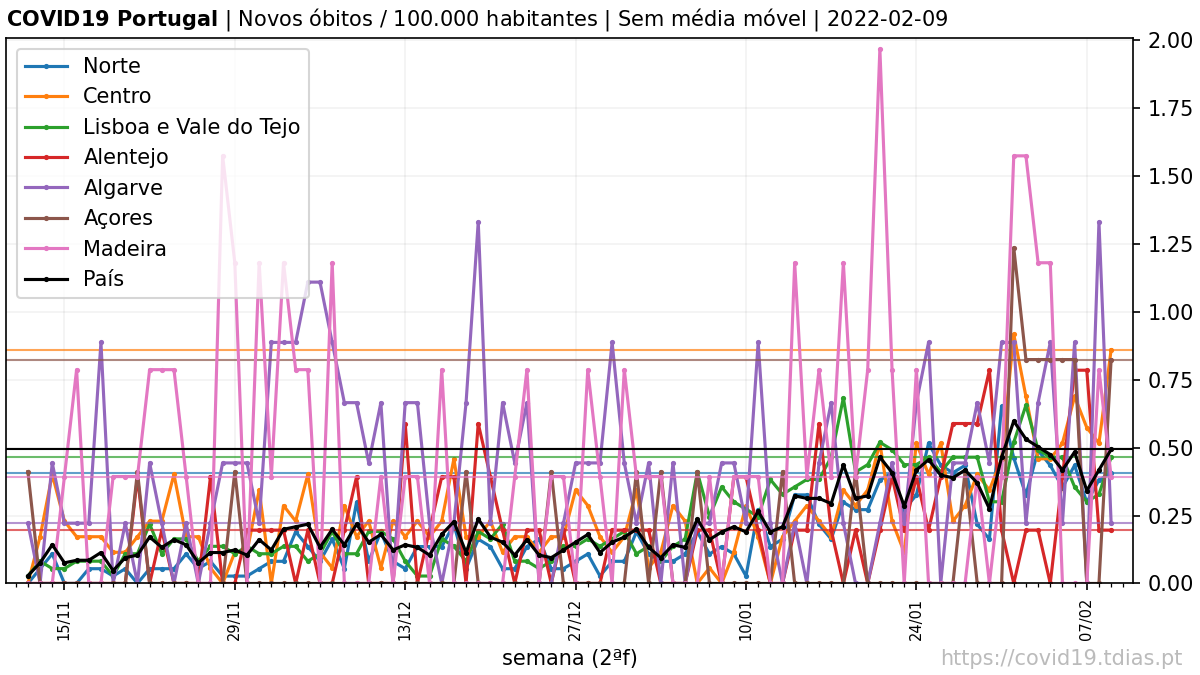 COVID19 Portugal | Novos óbitos / 100.000 habitantes | Sem média móvel | 2022-02-09
Norte
Centro
Lisboa e Vale do Tejo
Alentejo
Algarve
Açores
Madeira
País
2.00
1.75
1.50
1.25
1.00
0.75
0.50
0.25
0.00
15/11
29/11
13/12
27/12
10/01
24/01
07/02
semana (2ªf)
https://covid19.tdias.pt